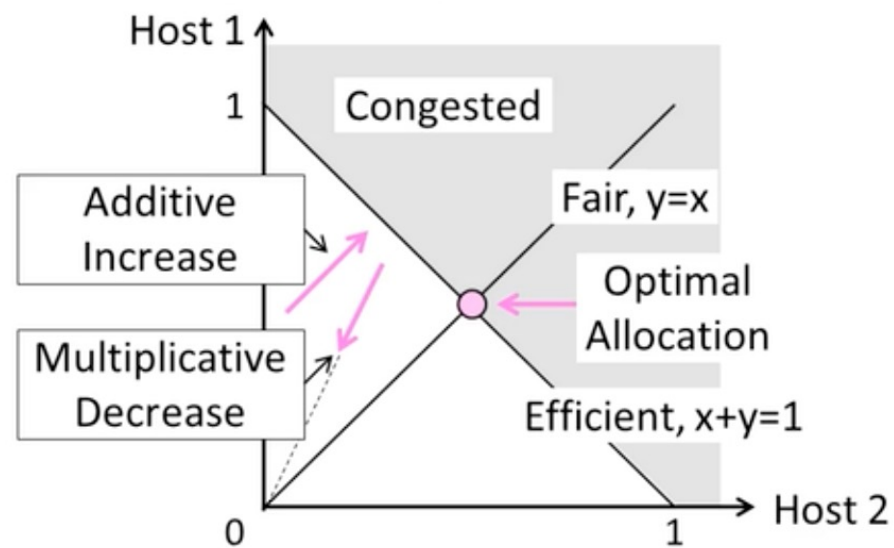 Host 1
1
Congested
Additive
Increase
Fair, y=x
Optimal
Allocation
Multiplicative
Decrease
Efficient, x+y=1
0
1
Host 2